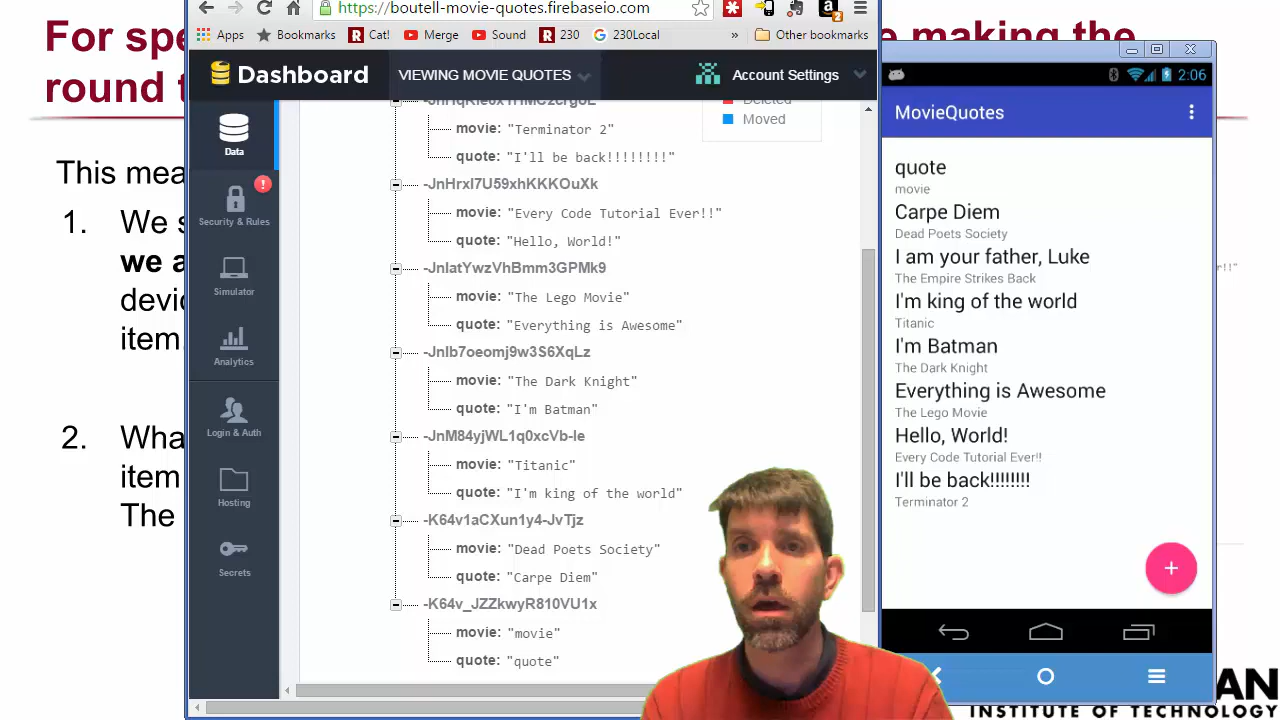 For spe
e making the
round t
This mea
1. We s
we a
devic
item
2. Wha
item
The
https://boutell-movie-quotes.firebaseio.com
Apps
Bookmarks
Cat!
Merge
Sound
230
230Local
»
Other bookmarks
Dashboard
VIEWING MOVIE QUOTES
Account Settings
Data
Security & Rules
Simulator
Analytics
Login & Auth
Hosting
Secrets
Deleted
Moved
movie: "Terminator 2"
quote: "I'll be back!!!!!!!!"
-JnHrxI7U59xhKKKOuXk
movie: "Every Code Tutorial Ever!!"
quote: "Hello, World!"
-JnIatYwzVhBmm3GPMk9
movie: "The Lego Movie"
quote: "Everything is Awesome"
-JnIb7oeomj9w3S6XqLz
movie: "The Dark Knight"
quote: "I'm Batman"
-JnM84yjWL1q0xcVb-Ie
movie: "Titanic"
quote: "I'm king of the world"
-K64v1aCXun1y4-JvTjz
movie: "Dead Poets Society"
quote: "Carpe Diem"
-K64v_JZZkwyR810VU1x
movie: "movie"
quote: "quote"
2:06
MovieQuotes
quote
movie
Carpe Diem
Dead Poets Society
I am your father, Luke
The Empire Strikes Back
I'm king of the world
Titanic
I'm Batman
The Dark Knight
Everything is Awesome
The Lego Movie
Hello, World!
Every Code Tutorial Ever!!
I'll be back!!!!!!!!
Terminator 2
+
r!!"
AN
INSTITUTE OF TECHNOLOGY